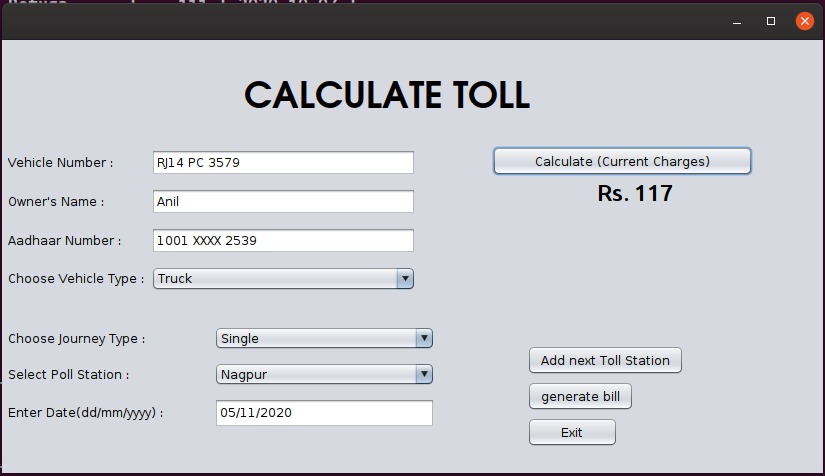 CALCULATE TOLL
Vehicle Number : RJ14 PC 3579 Calculate (Current Charges)
Rs. 117
Owner's Name : Anil
Aadhaar Number : 1001 XXXX 2539
Choose Vehicle Type : Truck
Choose Journey Type : Single
Add next Toll Station
Select Poll Station : Nagpur
generate bill
Enter Date(dd/mm/yyyy) : 05/11/2020
Exit